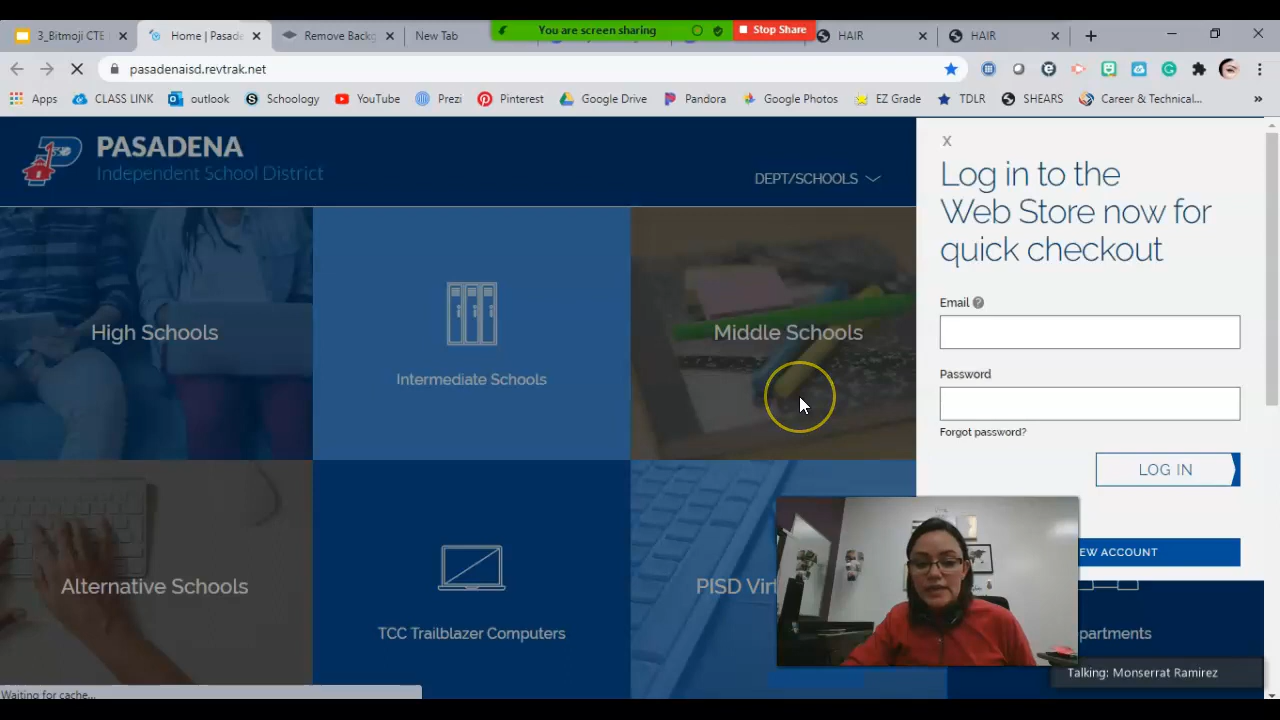 You are screen sharing
Stop Share
3_Bitmoji CTE
Home | Pasade
Remove Backg
New Tab
HAIR
HAIR
pasadenaisd.revtrak.net
Apps
CLASS LINK
outlook
Schoology
YouTube
Prezi
Pinterest
Google Drive
Pandora
Google Photos
EZ Grade
TDLR
SHEARS
Career & Technical...
PASADENA
Independent School District
DEPT/SCHOOLS
X
Log in to the
Web Store now for
quick checkout
Email
Password
Forgot password?
LOG IN
EW ACCOUNT
High Schools
Intermediate Schools
Middle Schools
Alternative Schools
TCC Trailblazer Computers
PISD Virt
partments
Talking: Monserrat Ramirez
Waiting for cache...